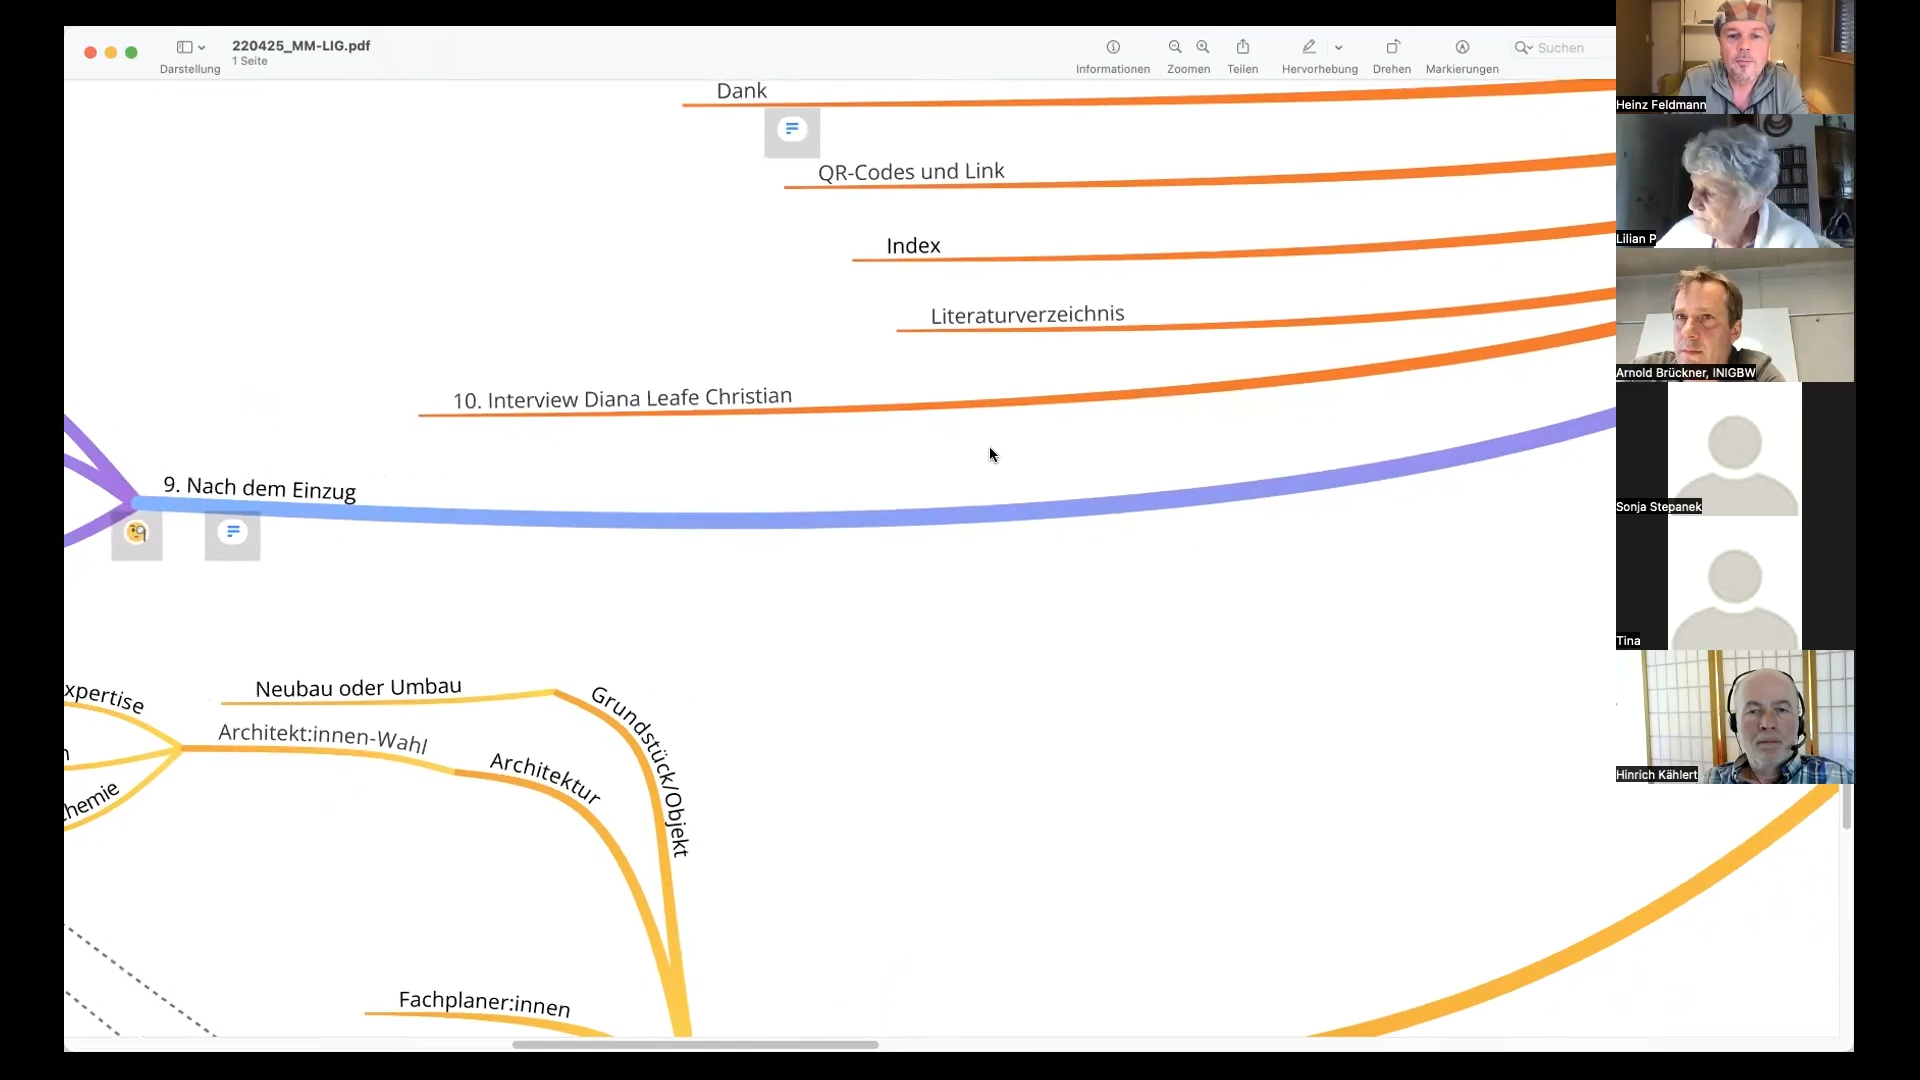 220425_MM-LIG.pdf
1 Seite
Darstellung
Informationen
Zoomen
Teilen
Hervorhebung
Drehen
Markierungen
Suchen
Dank
QR-Codes und Link
Index
Literaturverzeichnis
10. Interview Diana Leafe Christian
9. Nach dem Einzug
xpertise
n
chemie
Neubau oder Umbau
Architekt:innen-Wahl
Architektur
Grundstück/Objekt
Fachplaner:innen
Heinz Feldmann
Lilian P
Arnold Brückner, INIGBW
Sonja Stepanek
Tina
Hinrich Kählert